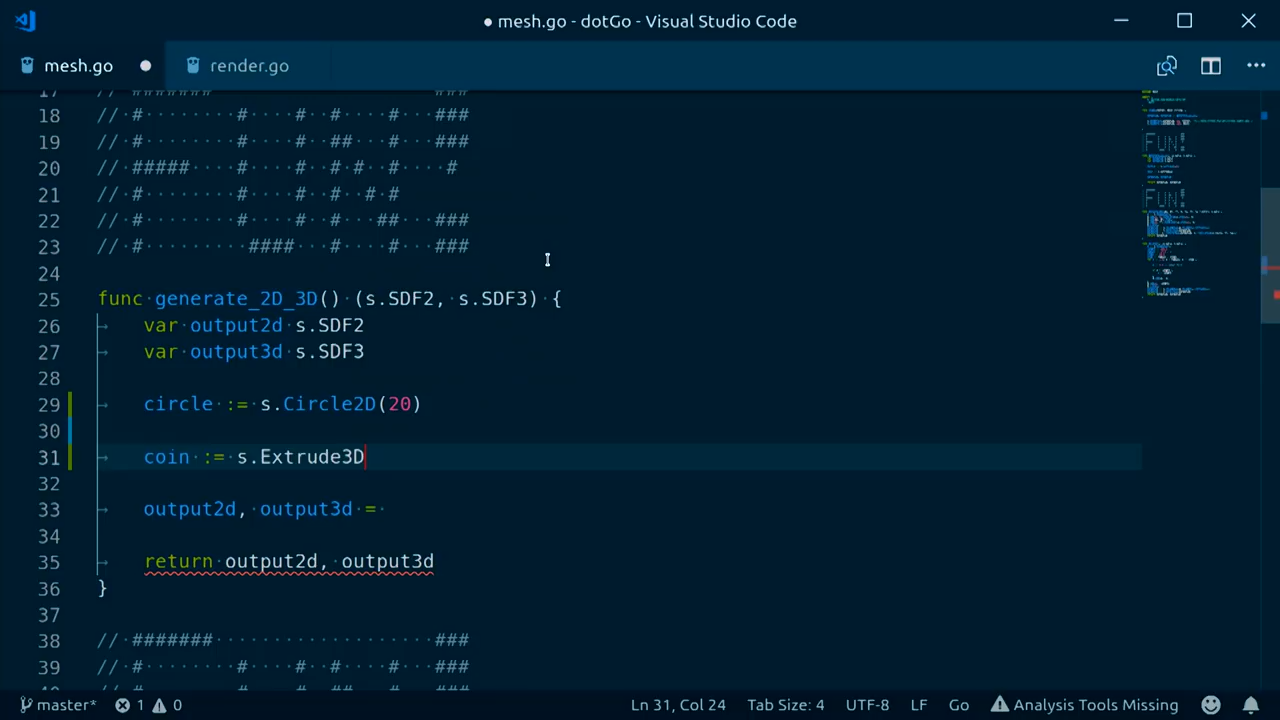 ● mesh.go - dotGo - Visual Studio Code
mesh.go ● render.go
17 // ####### ###
18 // #·········#····#··#···#···###
19 // #·········#····#··##··#···###
20 // #####·····#····#··#·#·#····#
21 // #·········#····#··#··#·#
22 // #·········#····#···##···###
23 // #·········####···#····#···###
24
25 func generate_2D_3D() (s.SDF2, s.SDF3) {
26 var output2d s.SDF2
27 var output3d s.SDF3
28
29 circle := s.Circle2D(20)
30
31 coin := s.Extrude3D
32
33 output2d, output3d =
34
35 return output2d, output3d
36 }
37
38 // #######···················###
39 // #·········#····#··#····#···###
FUN!
FUN!
master* 1 0 Ln 31, Col 24 Tab Size: 4 UTF-8 LF Go Analysis Tools Missing